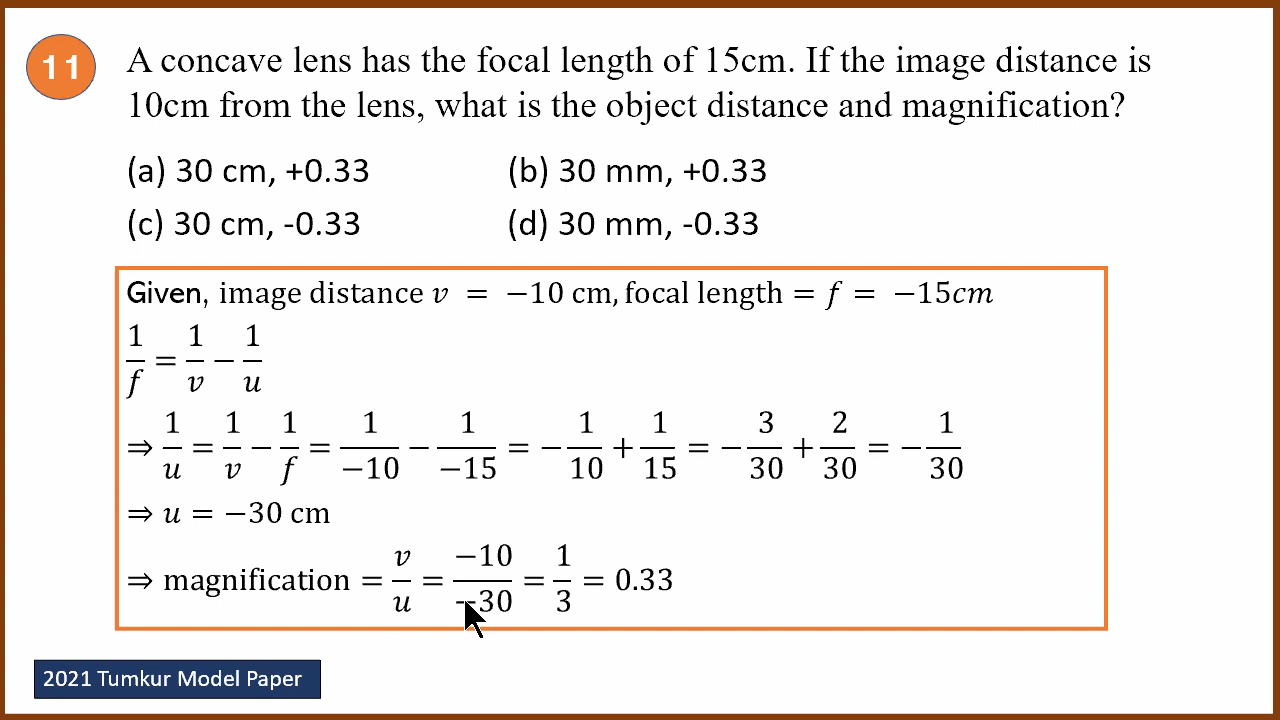 11
A concave lens has the focal length of 15cm. If the image distance is
10cm from the lens, what is the object distance and magnification?
(a) 30 cm, +0.33 (b) 30 mm, +0.33
(c) 30 cm, -0.33 (d) 30 mm, -0.33
Given, image distance v = −10 cm, focal length = f = −15cm
1/f = 1/v − 1/u
⇒ 1/u = 1/v − 1/f = 1/−10 − 1/−15 = −1/10 + 1/15 = −3/30 + 2/30 = −1/30
⇒ u = −30 cm
⇒ magnification = v/u = −10/−30 = 1/3 = 0.33
2021 Tumkur Model Paper